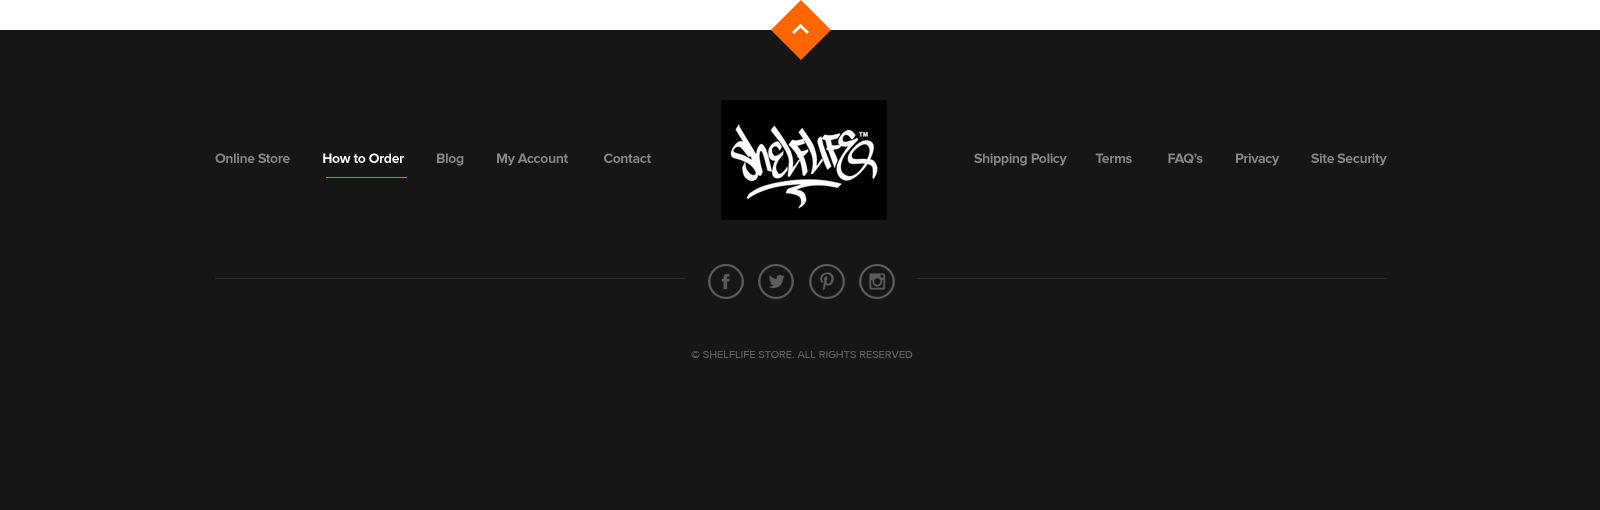 Online Store How to Order Blog My Account Contact
shelflife™
Shipping Policy Terms FAQ’s Privacy Site Security
© SHELFLIFE STORE. ALL RIGHTS RESERVED